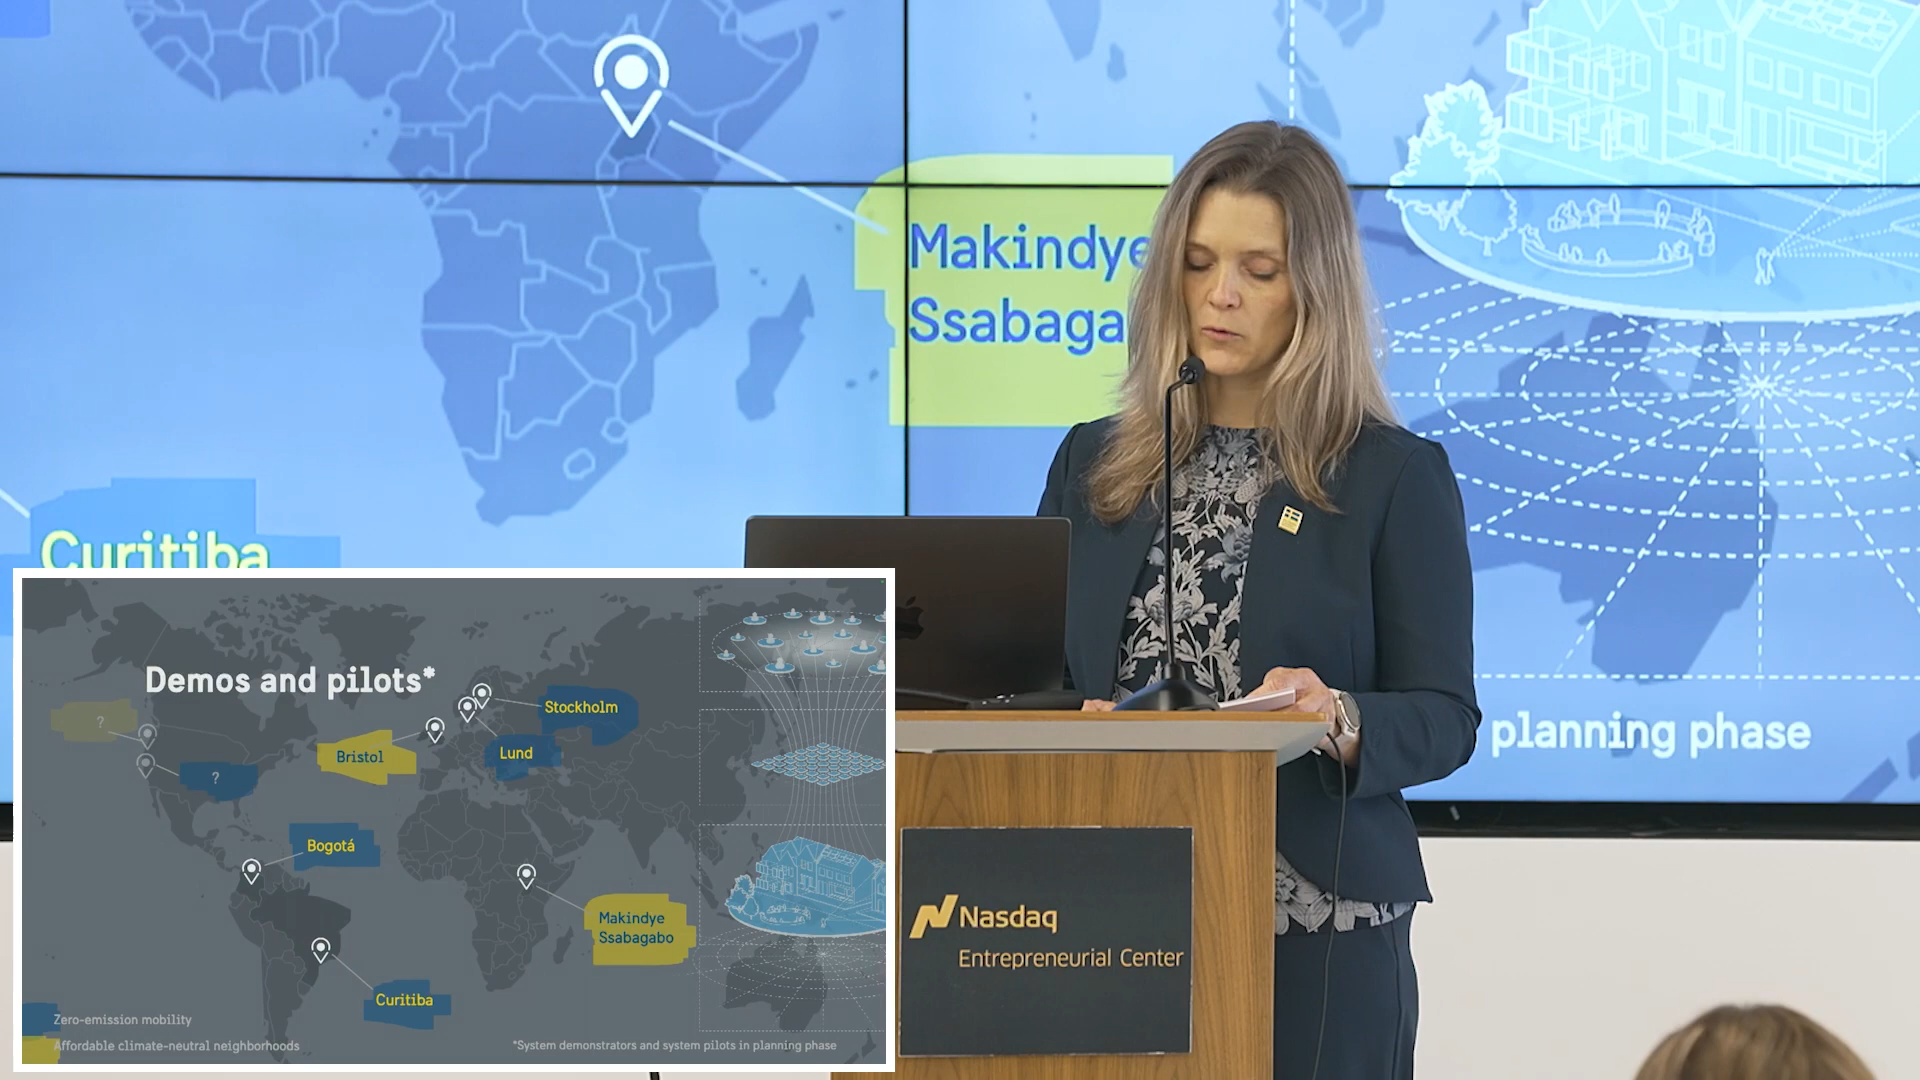 Makindye
Ssabaga
Curitiba
planning phase
Demos and pilots*
?
Stockholm
Bristol
Lund
?
Bogotá
Makindye
Ssabagabo
Curitiba
Zero-emission mobility
Affordable climate-neutral neighborhoods
*System demonstrators and system pilots in planning phase
Nasdaq
Entrepreneurial Center